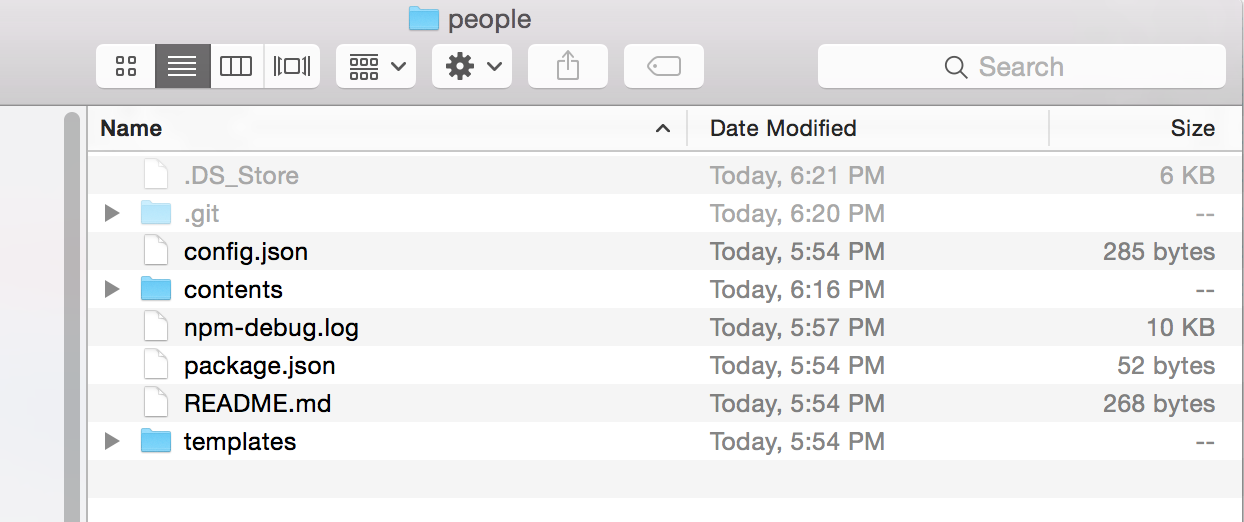 people
Search
Name Date Modified Size
.DS_Store Today, 6:21 PM 6 KB
.git Today, 6:20 PM --
config.json Today, 5:54 PM 285 bytes
contents Today, 6:16 PM --
npm-debug.log Today, 5:57 PM 10 KB
package.json Today, 5:54 PM 52 bytes
README.md Today, 5:54 PM 268 bytes
templates Today, 5:54 PM --